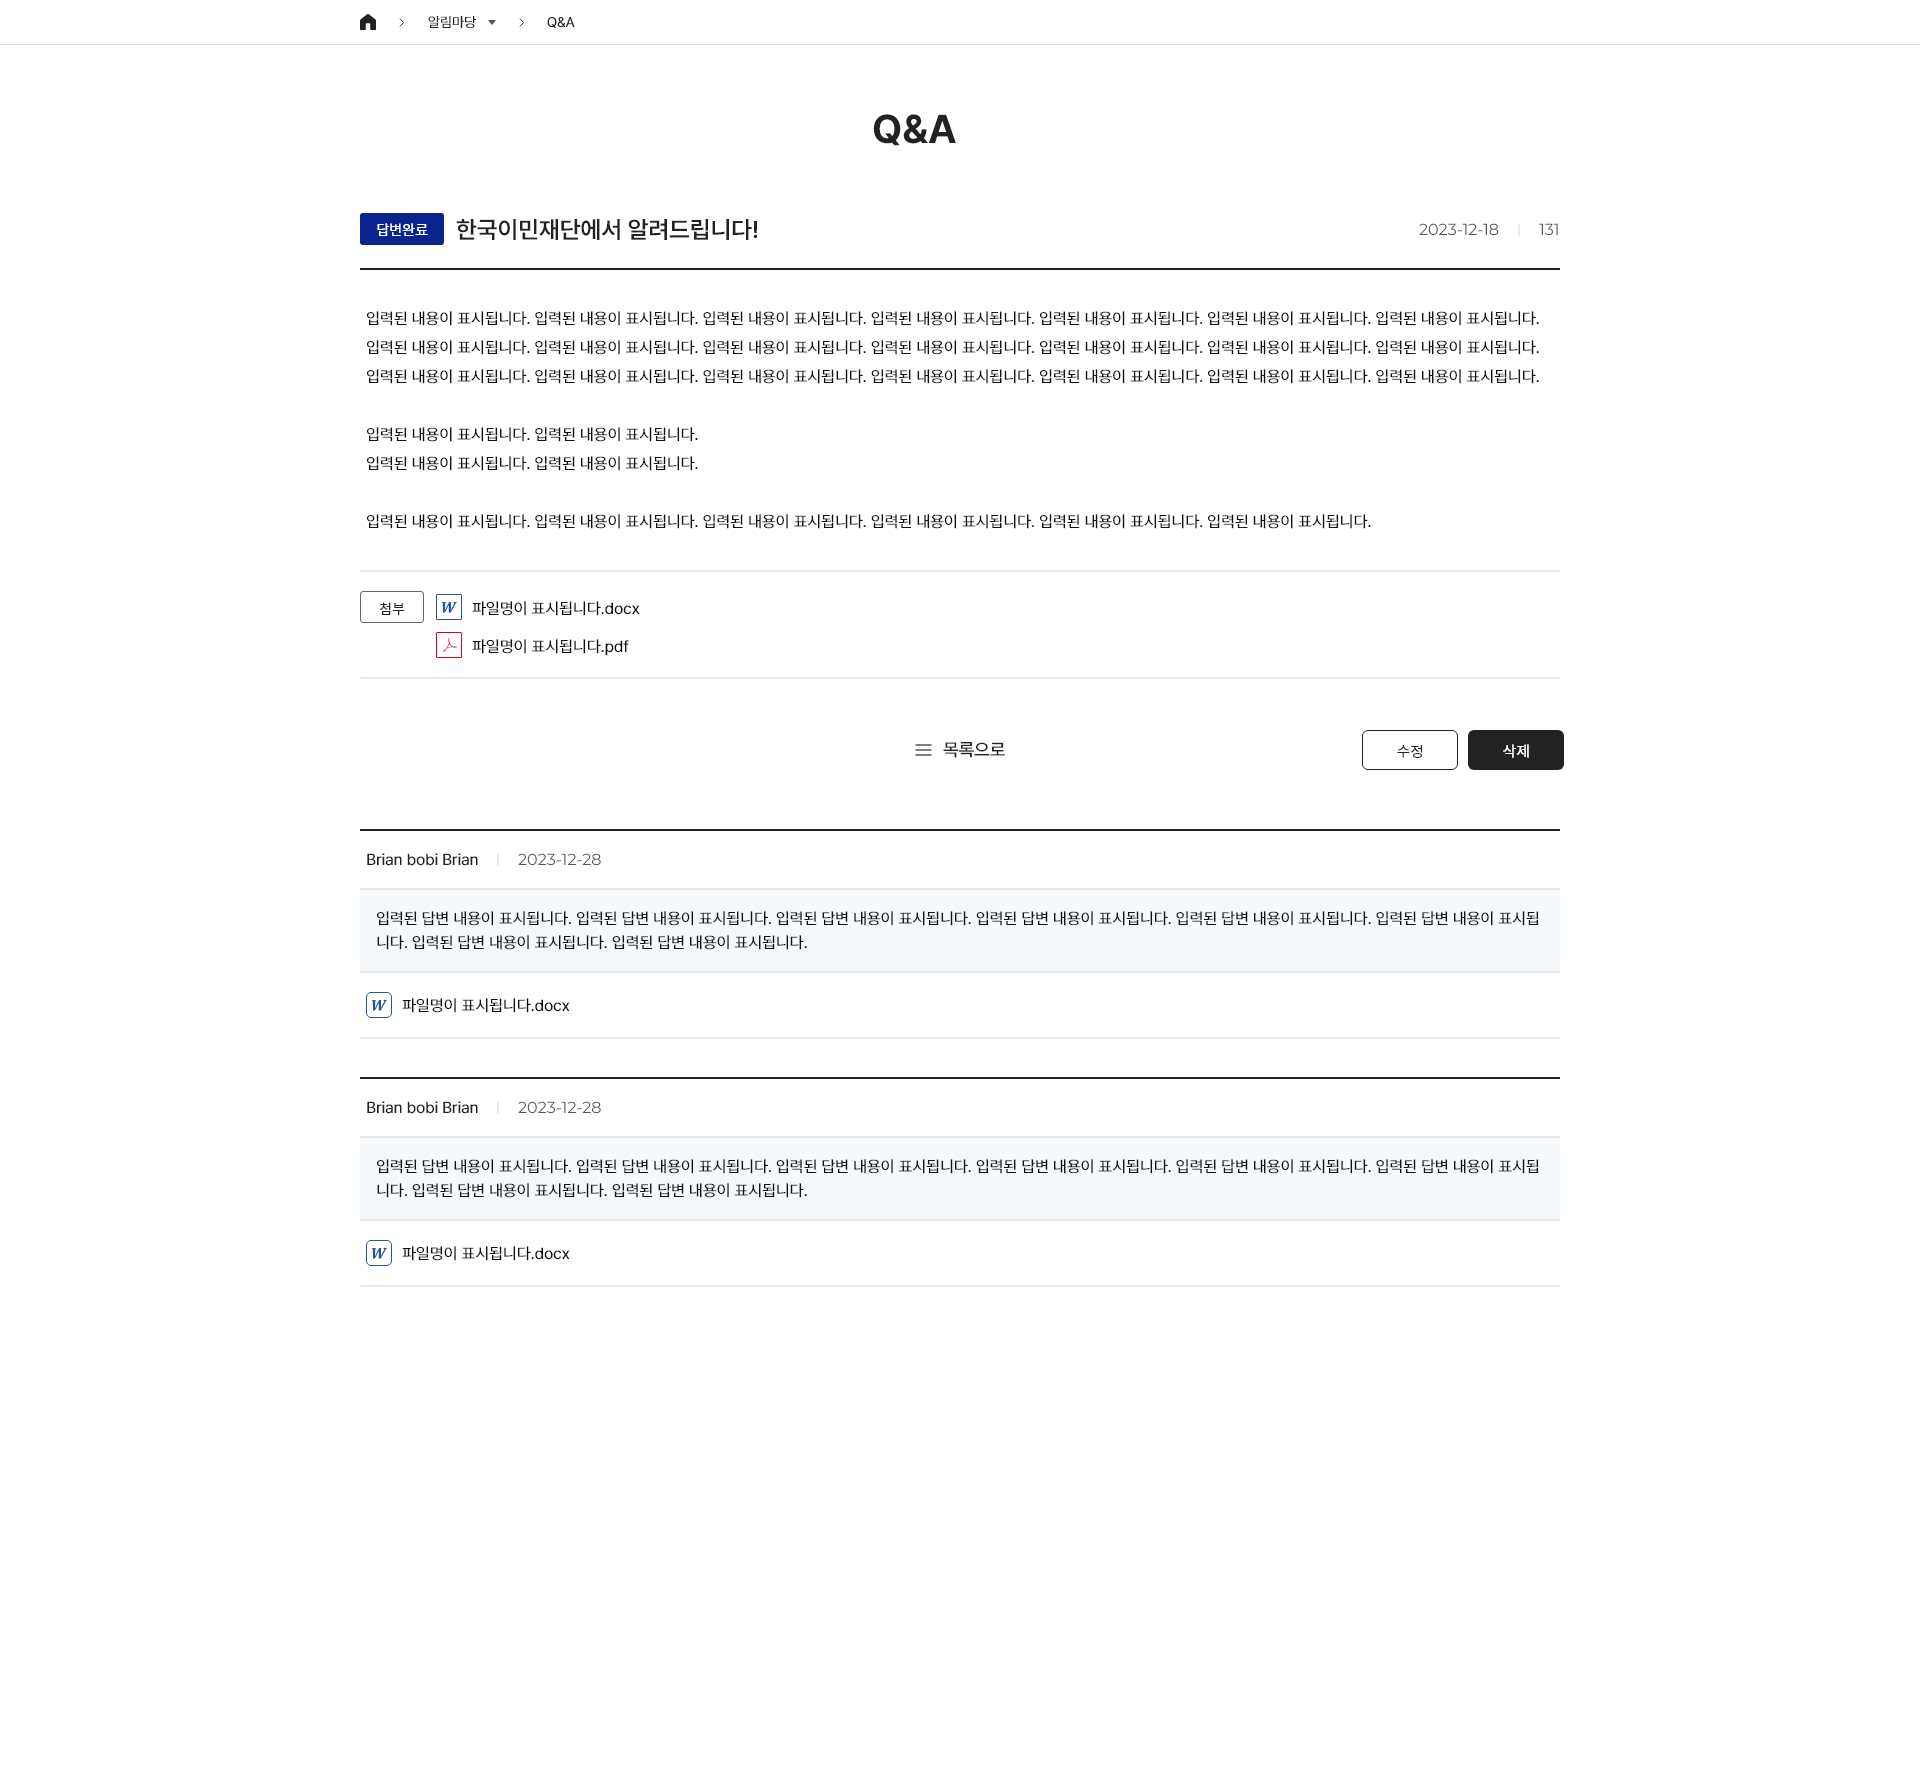 알림마당 Q&A
Q&A
답변완료 한국이민재단에서 알려드립니다! 2023-12-18 131
입력된 내용이 표시됩니다. 입력된 내용이 표시됩니다. 입력된 내용이 표시됩니다. 입력된 내용이 표시됩니다. 입력된 내용이 표시됩니다. 입력된 내용이 표시됩니다. 입력된 내용이 표시됩니다.
입력된 내용이 표시됩니다. 입력된 내용이 표시됩니다. 입력된 내용이 표시됩니다. 입력된 내용이 표시됩니다. 입력된 내용이 표시됩니다. 입력된 내용이 표시됩니다. 입력된 내용이 표시됩니다.
입력된 내용이 표시됩니다. 입력된 내용이 표시됩니다. 입력된 내용이 표시됩니다. 입력된 내용이 표시됩니다. 입력된 내용이 표시됩니다. 입력된 내용이 표시됩니다. 입력된 내용이 표시됩니다.
입력된 내용이 표시됩니다. 입력된 내용이 표시됩니다.
입력된 내용이 표시됩니다. 입력된 내용이 표시됩니다.
입력된 내용이 표시됩니다. 입력된 내용이 표시됩니다. 입력된 내용이 표시됩니다. 입력된 내용이 표시됩니다. 입력된 내용이 표시됩니다. 입력된 내용이 표시됩니다.
첨부 W 파일명이 표시됩니다.docx
파일명이 표시됩니다.pdf
목록으로 수정 삭제
Brian bobi Brian 2023-12-28
입력된 답변 내용이 표시됩니다. 입력된 답변 내용이 표시됩니다. 입력된 답변 내용이 표시됩니다. 입력된 답변 내용이 표시됩니다. 입력된 답변 내용이 표시됩니다. 입력된 답변 내용이 표시됩
니다. 입력된 답변 내용이 표시됩니다. 입력된 답변 내용이 표시됩니다.
W 파일명이 표시됩니다.docx
Brian bobi Brian 2023-12-28
입력된 답변 내용이 표시됩니다. 입력된 답변 내용이 표시됩니다. 입력된 답변 내용이 표시됩니다. 입력된 답변 내용이 표시됩니다. 입력된 답변 내용이 표시됩니다. 입력된 답변 내용이 표시됩
니다. 입력된 답변 내용이 표시됩니다. 입력된 답변 내용이 표시됩니다.
W 파일명이 표시됩니다.docx